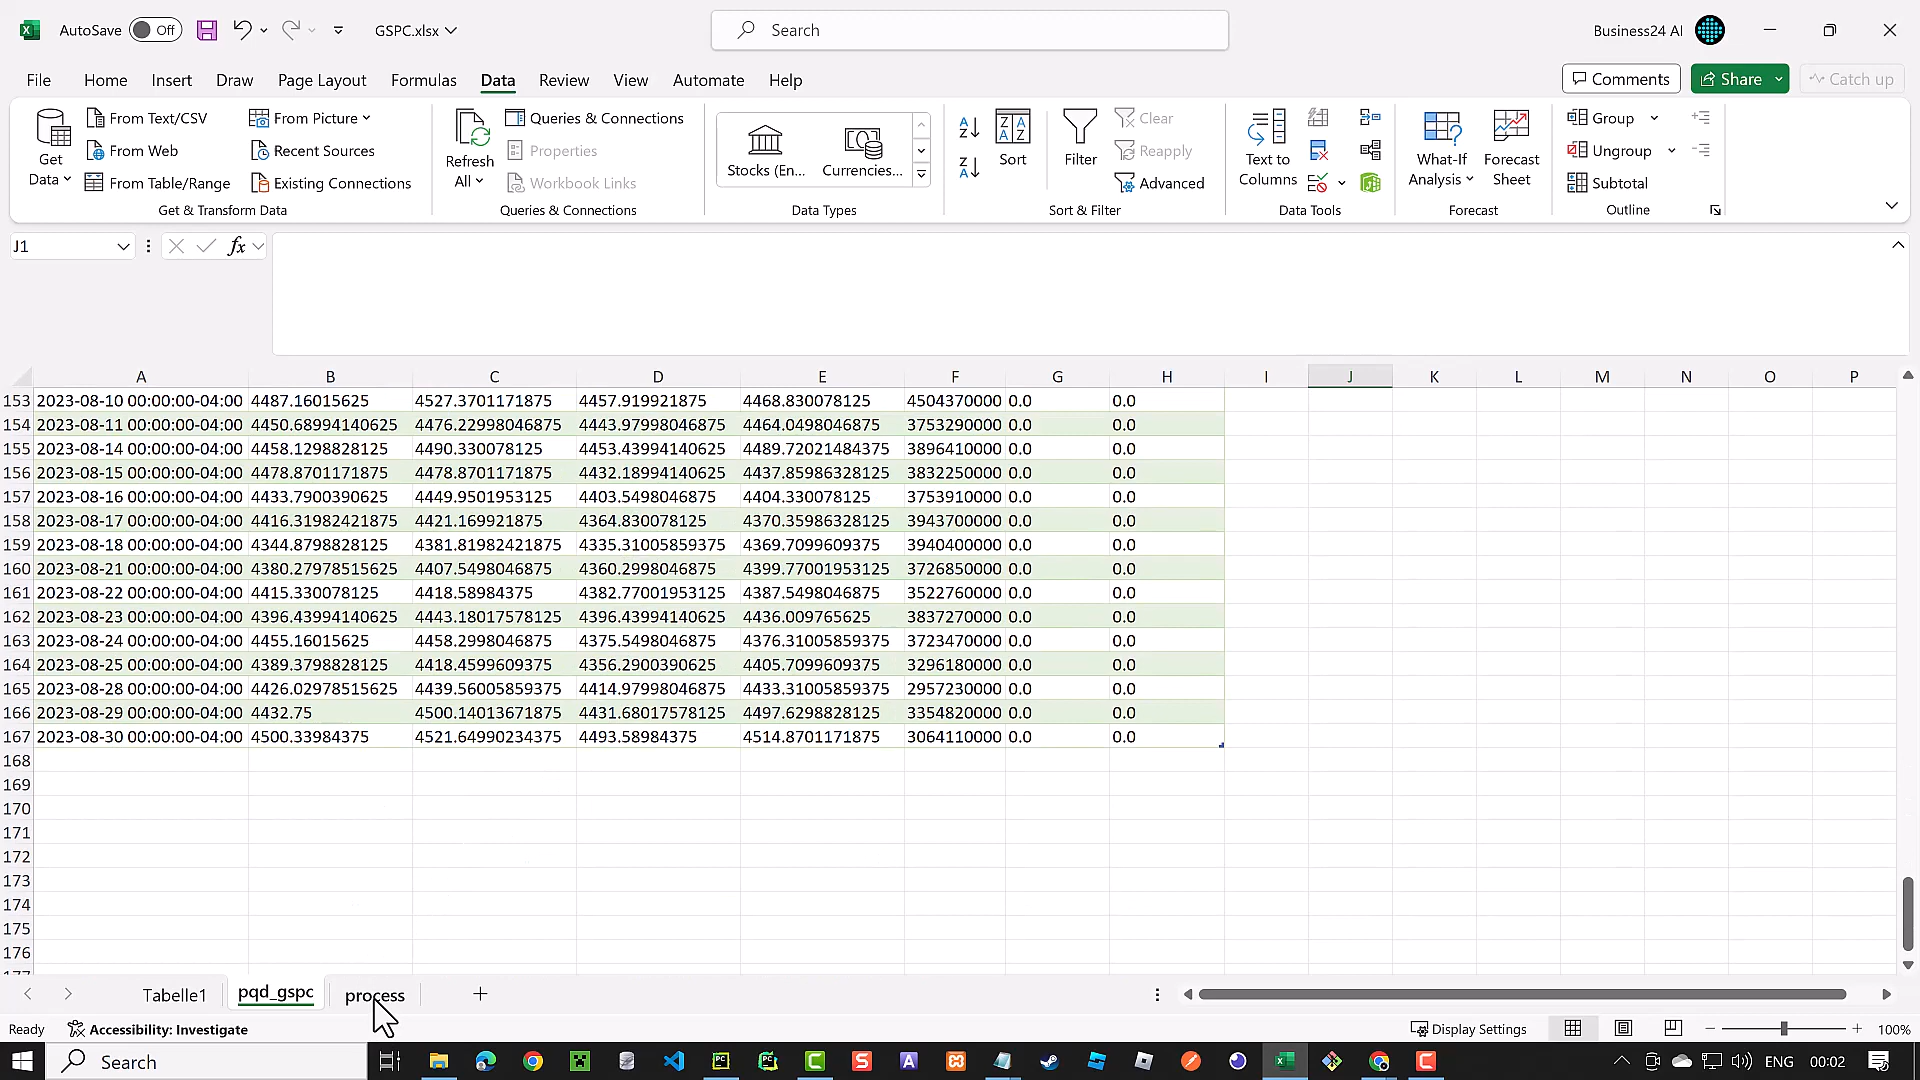 AutoSave Off GSPC.xlsx Search Business24 AI
File Home Insert Draw Page Layout Formulas Data Review View Automate Help Comments Share Catch up
From Text/CSV From Picture Queries & Connections Clear Group
Get From Web Recent Sources Refresh Properties Stocks (En... Currencies... Sort Filter Reapply Text to What-If Forecast Ungroup
Data From Table/Range Existing Connections All Workbook Links Advanced Columns Analysis Sheet Subtotal
Get & Transform Data Queries & Connections Data Types Sort & Filter Data Tools Forecast Outline
J1 fx
A B C D E F G H I J K L M N O P
153 2023-08-10 00:00:00-04:00 4487.16015625 4527.3701171875 4457.919921875 4468.830078125 4504370000 0.0 0.0
154 2023-08-11 00:00:00-04:00 4450.68994140625 4476.22998046875 4443.97998046875 4464.0498046875 3753290000 0.0 0.0
155 2023-08-14 00:00:00-04:00 4458.1298828125 4490.330078125 4453.43994140625 4489.72021484375 3896410000 0.0 0.0
156 2023-08-15 00:00:00-04:00 4478.8701171875 4478.8701171875 4432.18994140625 4437.85986328125 3832250000 0.0 0.0
157 2023-08-16 00:00:00-04:00 4433.7900390625 4449.9501953125 4403.5498046875 4404.330078125 3753910000 0.0 0.0
158 2023-08-17 00:00:00-04:00 4416.31982421875 4421.169921875 4364.830078125 4370.35986328125 3943700000 0.0 0.0
159 2023-08-18 00:00:00-04:00 4344.8798828125 4381.81982421875 4335.31005859375 4369.7099609375 3940400000 0.0 0.0
160 2023-08-21 00:00:00-04:00 4380.27978515625 4407.5498046875 4360.2998046875 4399.77001953125 3726850000 0.0 0.0
161 2023-08-22 00:00:00-04:00 4415.330078125 4418.58984375 4382.77001953125 4387.5498046875 3522760000 0.0 0.0
162 2023-08-23 00:00:00-04:00 4396.43994140625 4443.18017578125 4396.43994140625 4436.009765625 3837270000 0.0 0.0
163 2023-08-24 00:00:00-04:00 4455.16015625 4458.2998046875 4375.5498046875 4376.31005859375 3723470000 0.0 0.0
164 2023-08-25 00:00:00-04:00 4389.3798828125 4418.4599609375 4356.2900390625 4405.7099609375 3296180000 0.0 0.0
165 2023-08-28 00:00:00-04:00 4426.02978515625 4439.56005859375 4414.97998046875 4433.31005859375 2957230000 0.0 0.0
166 2023-08-29 00:00:00-04:00 4432.75 4500.14013671875 4431.68017578125 4497.6298828125 3354820000 0.0 0.0
167 2023-08-30 00:00:00-04:00 4500.33984375 4521.64990234375 4493.58984375 4514.8701171875 3064110000 0.0 0.0
168
169
170
171
172
173
174
175
176
Tabelle1 pqd_gspc process
Ready Accessibility: Investigate Display Settings 100%
Search ENG 00:02